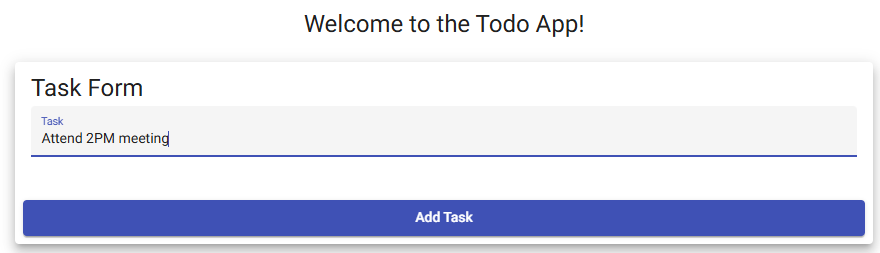 Welcome to the Todo App!
Task Form
Task
Attend 2PM meeting
Add Task